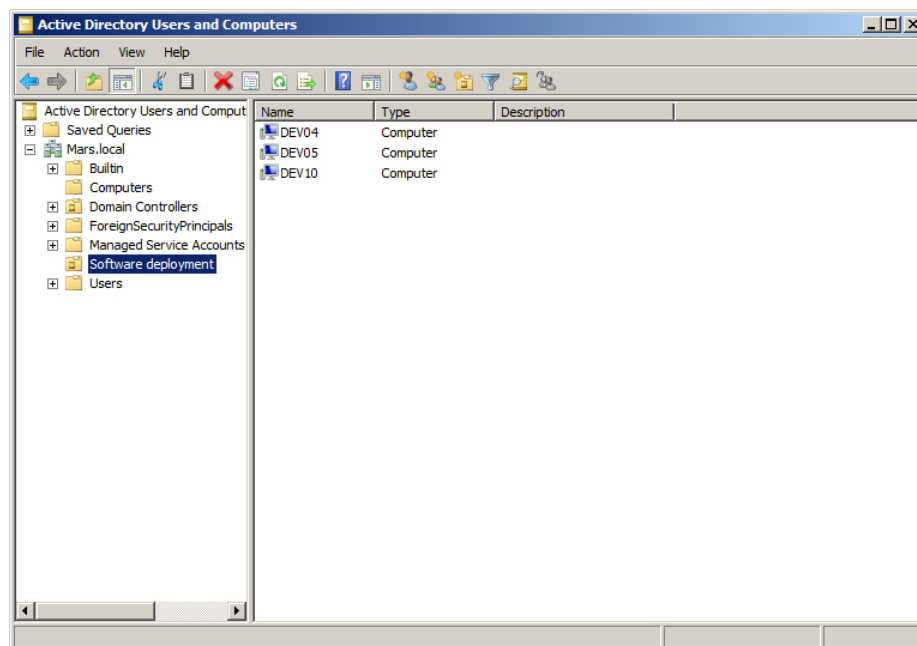 Active Directory Users and Computers
File Action View Help
Active Directory Users and Comput
Saved Queries
Mars.local
Builtin
Computers
Domain Controllers
ForeignSecurityPrincipals
Managed Service Accounts
Software deployment
Users
Name Type Description
DEV04 Computer
DEV05 Computer
DEV10 Computer